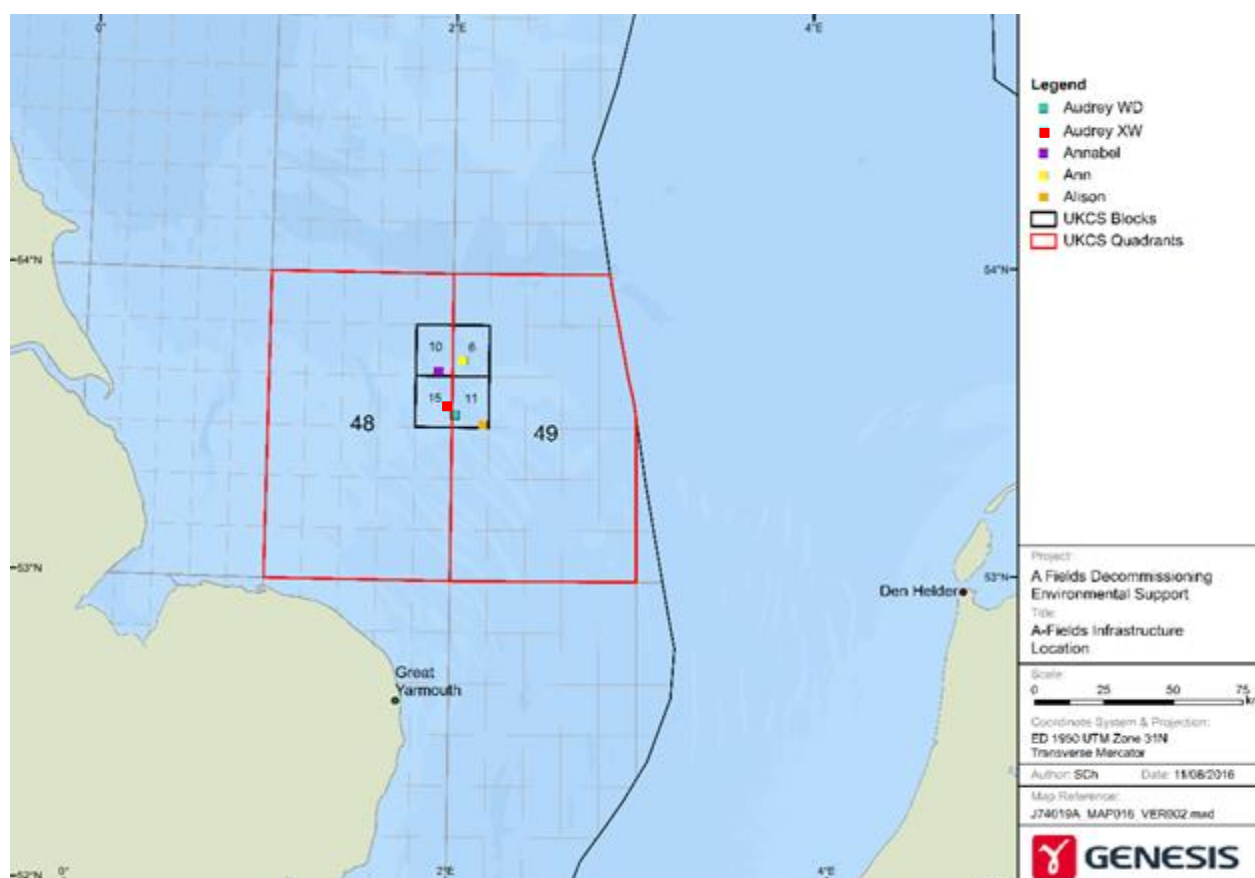 0° 2°E 4°E
54°N 54°N
10 6
15 11
48 49
53°N 53°N
Den Helder
Great
Yarmouth
52°N 0° 2°E 4°E 52°N
Legend
Audrey WD
Audrey XW
Annabel
Ann
Alison
UKCS Blocks
UKCS Quadrants
Project:
A Fields Decommissioning
Environmental Support
Title:
A-Fields Infrastructure
Location
Scale:
0 25 50 75
km
Coordinate System & Projection:
ED 1950 UTM Zone 31N
Transverse Mercator
Author: SCh Date: 11/08/2016
Map Reference:
J74019A_MAP016_VER002.mxd
GENESIS